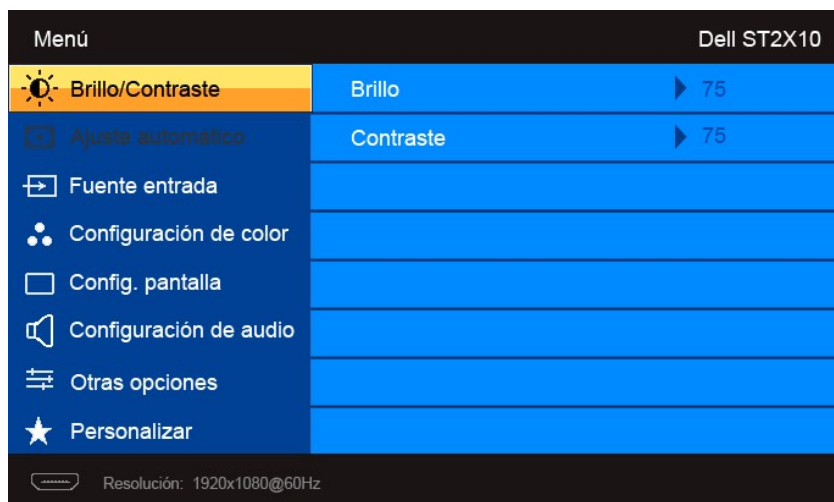 Menú Dell ST2X10
Brillo/Contraste Brillo 75
Ajuste automático Contraste 75
Fuente entrada
Configuración de color
Config. pantalla
Configuración de audio
Otras opciones
Personalizar
Resolución: 1920x1080@60Hz